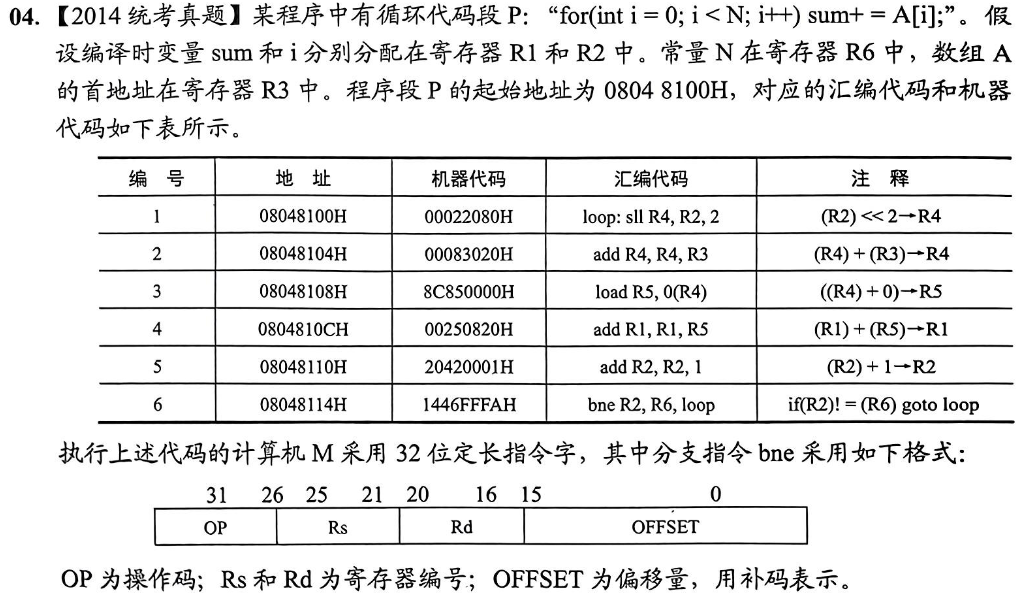 04.【2014 统考真题】某程序中有循环代码段 P：“for(int i = 0; i < N; i++) sum+ = A[i];”。假
设编译时变量 sum 和 i 分别分配在寄存器 R1 和 R2 中。常量 N 在寄存器 R6 中，数组 A
的首地址在寄存器 R3 中。程序段 P 的起始地址为 0804 8100H，对应的汇编代码和机器
代码如下表所示。
编 号 地 址 机器代码 汇编代码 注 释
1 08048100H 00022080H loop: sll R4, R2, 2 (R2) << 2→R4
2 08048104H 00083020H add R4, R4, R3 (R4) + (R3)→R4
3 08048108H 8C850000H load R5, 0(R4) ((R4) + 0)→R5
4 0804810CH 00250820H add R1, R1, R5 (R1) + (R5)→R1
5 08048110H 20420001H add R2, R2, 1 (R2) + 1→R2
6 08048114H 1446FFFAH bne R2, R6, loop if(R2)! = (R6) goto loop
执行上述代码的计算机 M 采用 32 位定长指令字，其中分支指令 bne 采用如下格式：
31 26 25 21 20 16 15 0
OP Rs Rd OFFSET
OP 为操作码；Rs 和 Rd 为寄存器编号；OFFSET 为偏移量，用补码表示。